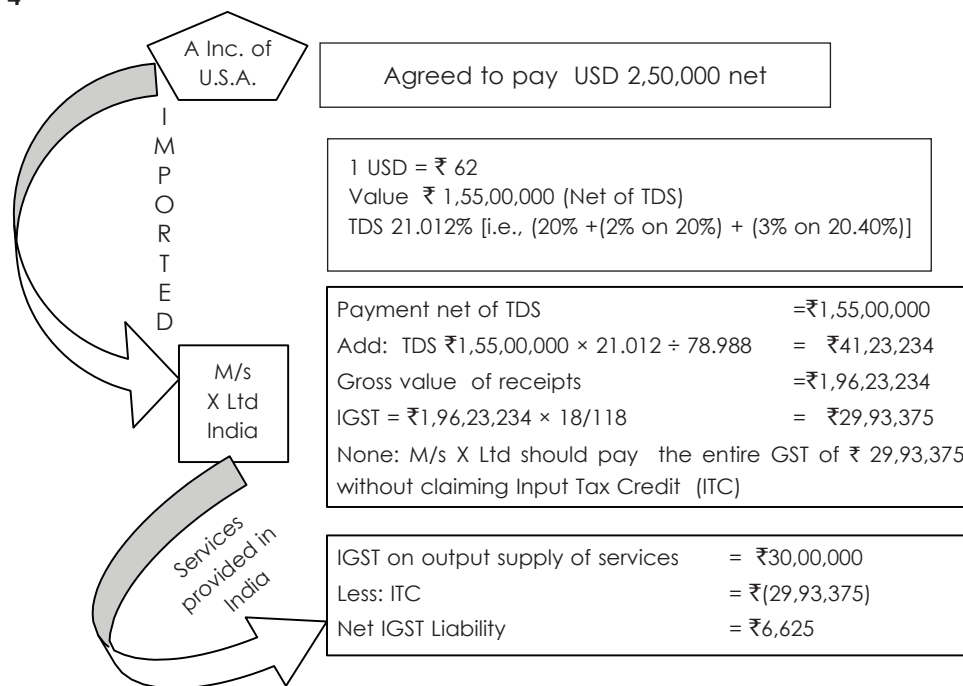 4
A Inc. of
U.S.A.
Agreed to pay USD 2,50,000 net
I
M
P
O
R
T
E
D
1 USD = ₹ 62
Value ₹ 1,55,00,000 (Net of TDS)
TDS 21.012% [i.e., (20% +(2% on 20%) + (3% on 20.40%)]
Payment net of TDS =₹1,55,00,000
Add: TDS ₹1,55,00,000 × 21.012 ÷ 78.988 = ₹41,23,234
Gross value of receipts =₹1,96,23,234
IGST = ₹1,96,23,234 × 18/118 = ₹29,93,375
None: M/s X Ltd should pay the entire GST of ₹ 29,93,375
without claiming Input Tax Credit (ITC)
M/s
X Ltd
India
Services
provided in
India
IGST on output supply of services = ₹30,00,000
Less: ITC = ₹(29,93,375)
Net IGST Liability = ₹6,625